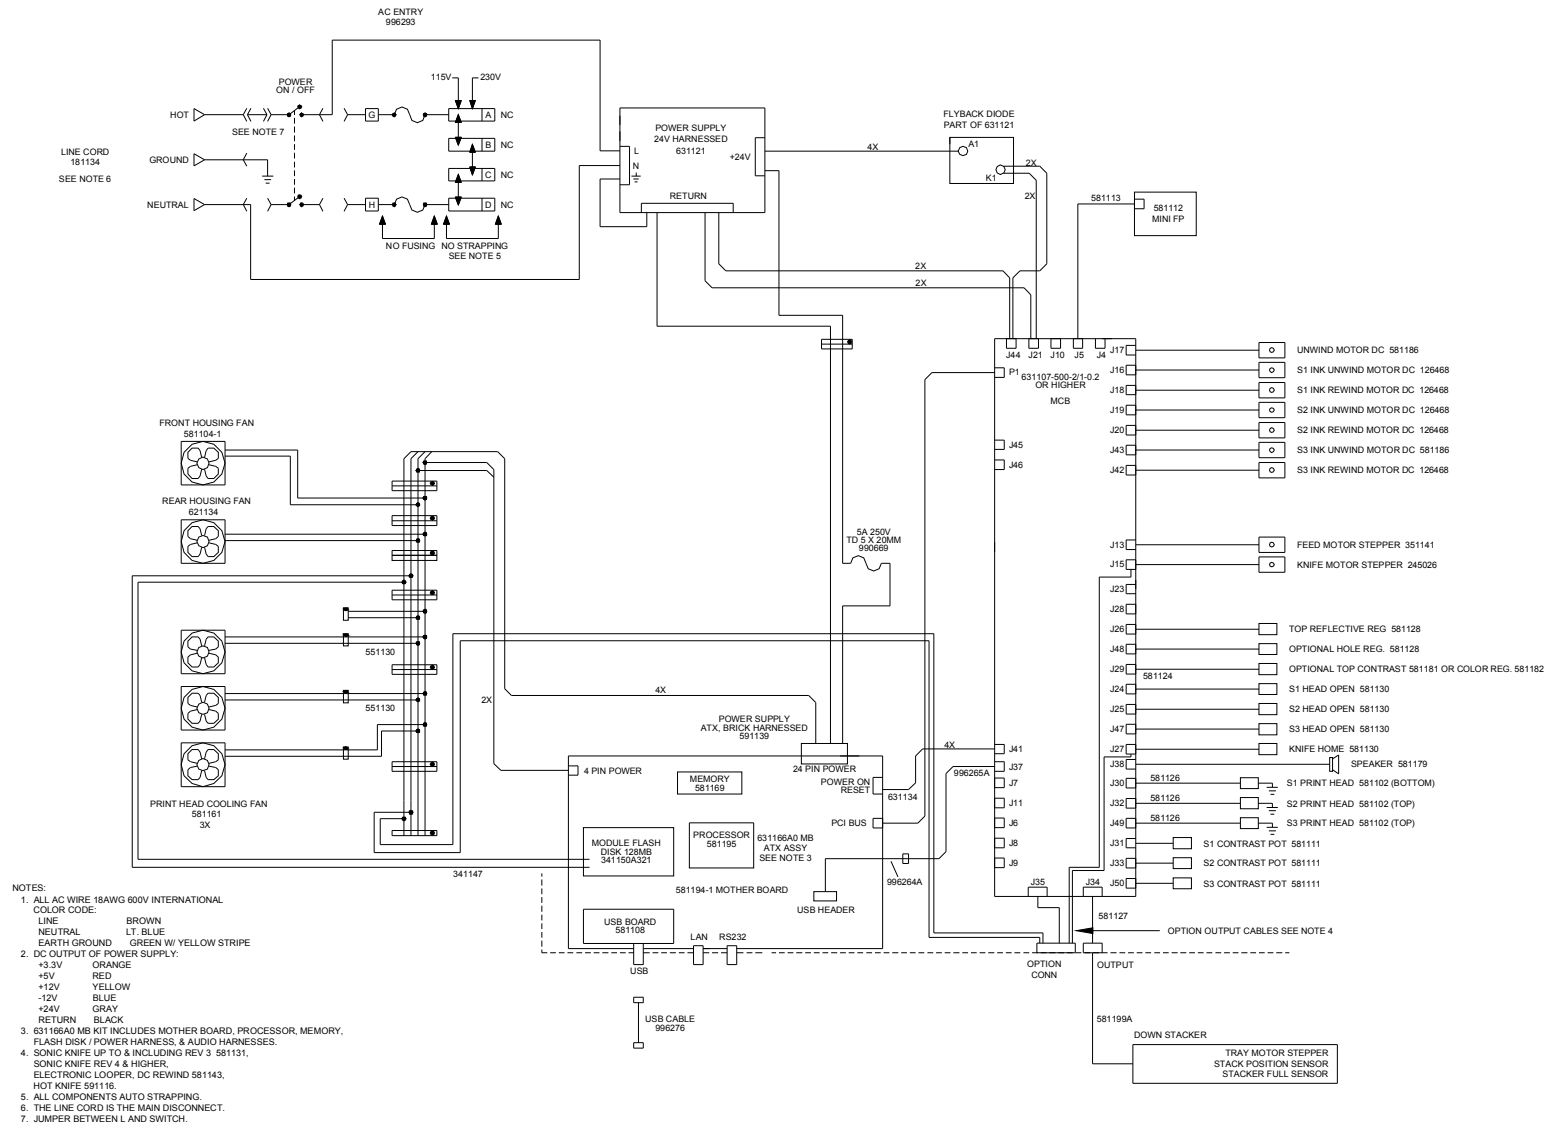 AC ENTRY
996293
115V
230V
POWER
ON / OFF
HOT
G
A
NC
SEE NOTE 7
B
NC
LINE CORD
181134
SEE NOTE 6
GROUND
C
NC
NEUTRAL
H
D
NC
NO FUSING
NO STRAPPING
SEE NOTE 5
POWER SUPPLY
24V HARNESSED
631121
L
N
+24V
RETURN
FLYBACK DIODE
PART OF 631121
A1
K1
4X
2X
2X
2X
2X
581113
581112
MINI FP
J44
J21
J10
J5
J4
P1
631107-500-2/1-0.2
OR HIGHER
MCB
J45
J46
J41
J37
J7
J11
J6
J8
J9
J35
J34
J17
UNWIND MOTOR DC 581186
J16
S1 INK UNWIND MOTOR DC 126468
J18
S1 INK REWIND MOTOR DC 126468
J19
S2 INK UNWIND MOTOR DC 126468
J20
S2 INK REWIND MOTOR DC 126468
J43
S3 INK UNWIND MOTOR DC 581186
J42
S3 INK REWIND MOTOR DC 126468
J13
FEED MOTOR STEPPER 351141
J15
KNIFE MOTOR STEPPER 245026
J23
J28
J26
TOP REFLECTIVE REG 581128
J48
OPTIONAL HOLE REG. 581128
J29
581124
OPTIONAL TOP CONTRAST 581181 OR COLOR REG. 581182
J24
S1 HEAD OPEN 581130
J25
S2 HEAD OPEN 581130
J47
S3 HEAD OPEN 581130
J27
KNIFE HOME 581130
J38
SPEAKER 581179
J30
581126
S1 PRINT HEAD 581102 (BOTTOM)
J32
581126
S2 PRINT HEAD 581102 (TOP)
J49
581126
S3 PRINT HEAD 581102 (TOP)
J31
S1 CONTRAST POT 581111
J33
S2 CONTRAST POT 581111
J50
S3 CONTRAST POT 581111
581127
OPTION OUTPUT CABLES SEE NOTE 4
OPTION
CONN
OUTPUT
581199A
DOWN STACKER
TRAY MOTOR STEPPER
STACK POSITION SENSOR
STACKER FULL SENSOR
FRONT HOUSING FAN
581104-1
REAR HOUSING FAN
621134
551130
551130
PRINT HEAD COOLING FAN
581161
3X
341147
5A 250V
TD 5 X 20MM
990669
4X
2X
POWER SUPPLY
ATX, BRICK HARNESSED
591139
4 PIN POWER
24 PIN POWER
MEMORY
581169
POWER ON
RESET
631134
4X
996265A
PCI BUS
MODULE FLASH
DISK 128MB
341150A321
PROCESSOR
581195
631166A0 MB
ATX ASSY
SEE NOTE 3
996264A
581194-1 MOTHER BOARD
USB HEADER
USB BOARD
581108
LAN
RS232
USB
USB CABLE
996276
NOTES:
1. ALL AC WIRE 18AWG 600V INTERNATIONAL
COLOR CODE:
LINE BROWN
NEUTRAL LT. BLUE
EARTH GROUND GREEN W/ YELLOW STRIPE
2. DC OUTPUT OF POWER SUPPLY:
+3.3V ORANGE
+5V RED
+12V YELLOW
-12V BLUE
+24V GRAY
RETURN BLACK
3. 631166A0 MB KIT INCLUDES MOTHER BOARD, PROCESSOR, MEMORY,
FLASH DISK / POWER HARNESS, & AUDIO HARNESSES.
4. SONIC KNIFE UP TO & INCLUDING REV 3 581131,
SONIC KNIFE REV 4 & HIGHER,
ELECTRONIC LOOPER, DC REWIND 581143,
HOT KNIFE 591116.
5. ALL COMPONENTS AUTO STRAPPING.
6. THE LINE CORD IS THE MAIN DISCONNECT.
7. JUMPER BETWEEN L AND SWITCH.